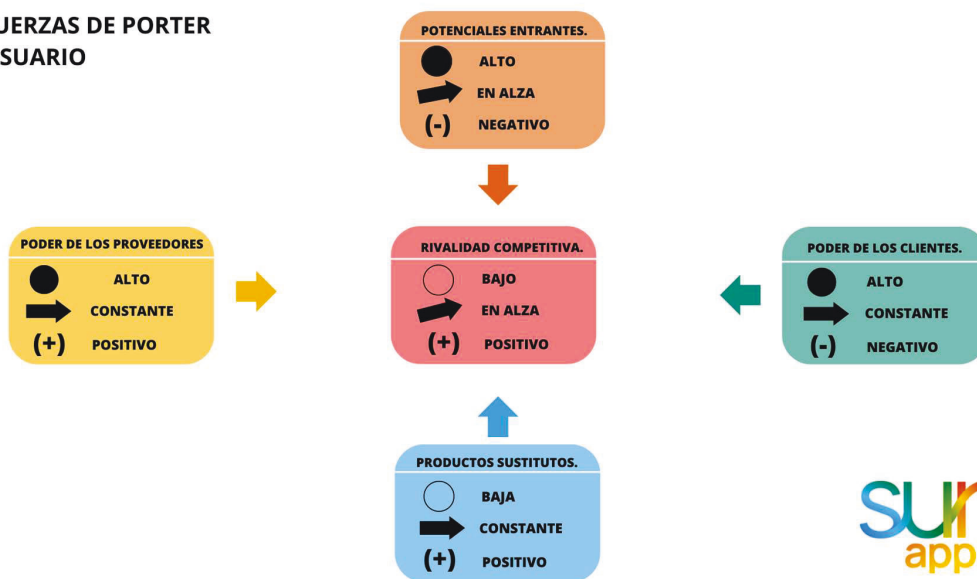 UERZAS DE PORTER
SUARIO
POTENCIALES ENTRANTES.
ALTO
EN ALZA
(-) NEGATIVO
PODER DE LOS PROVEEDORES
ALTO
CONSTANTE
(+) POSITIVO
RIVALIDAD COMPETITIVA.
BAJO
EN ALZA
(+) POSITIVO
PODER DE LOS CLIENTES.
ALTO
CONSTANTE
(-) NEGATIVO
PRODUCTOS SUSTITUTOS.
BAJA
CONSTANTE
(+) POSITIVO
app